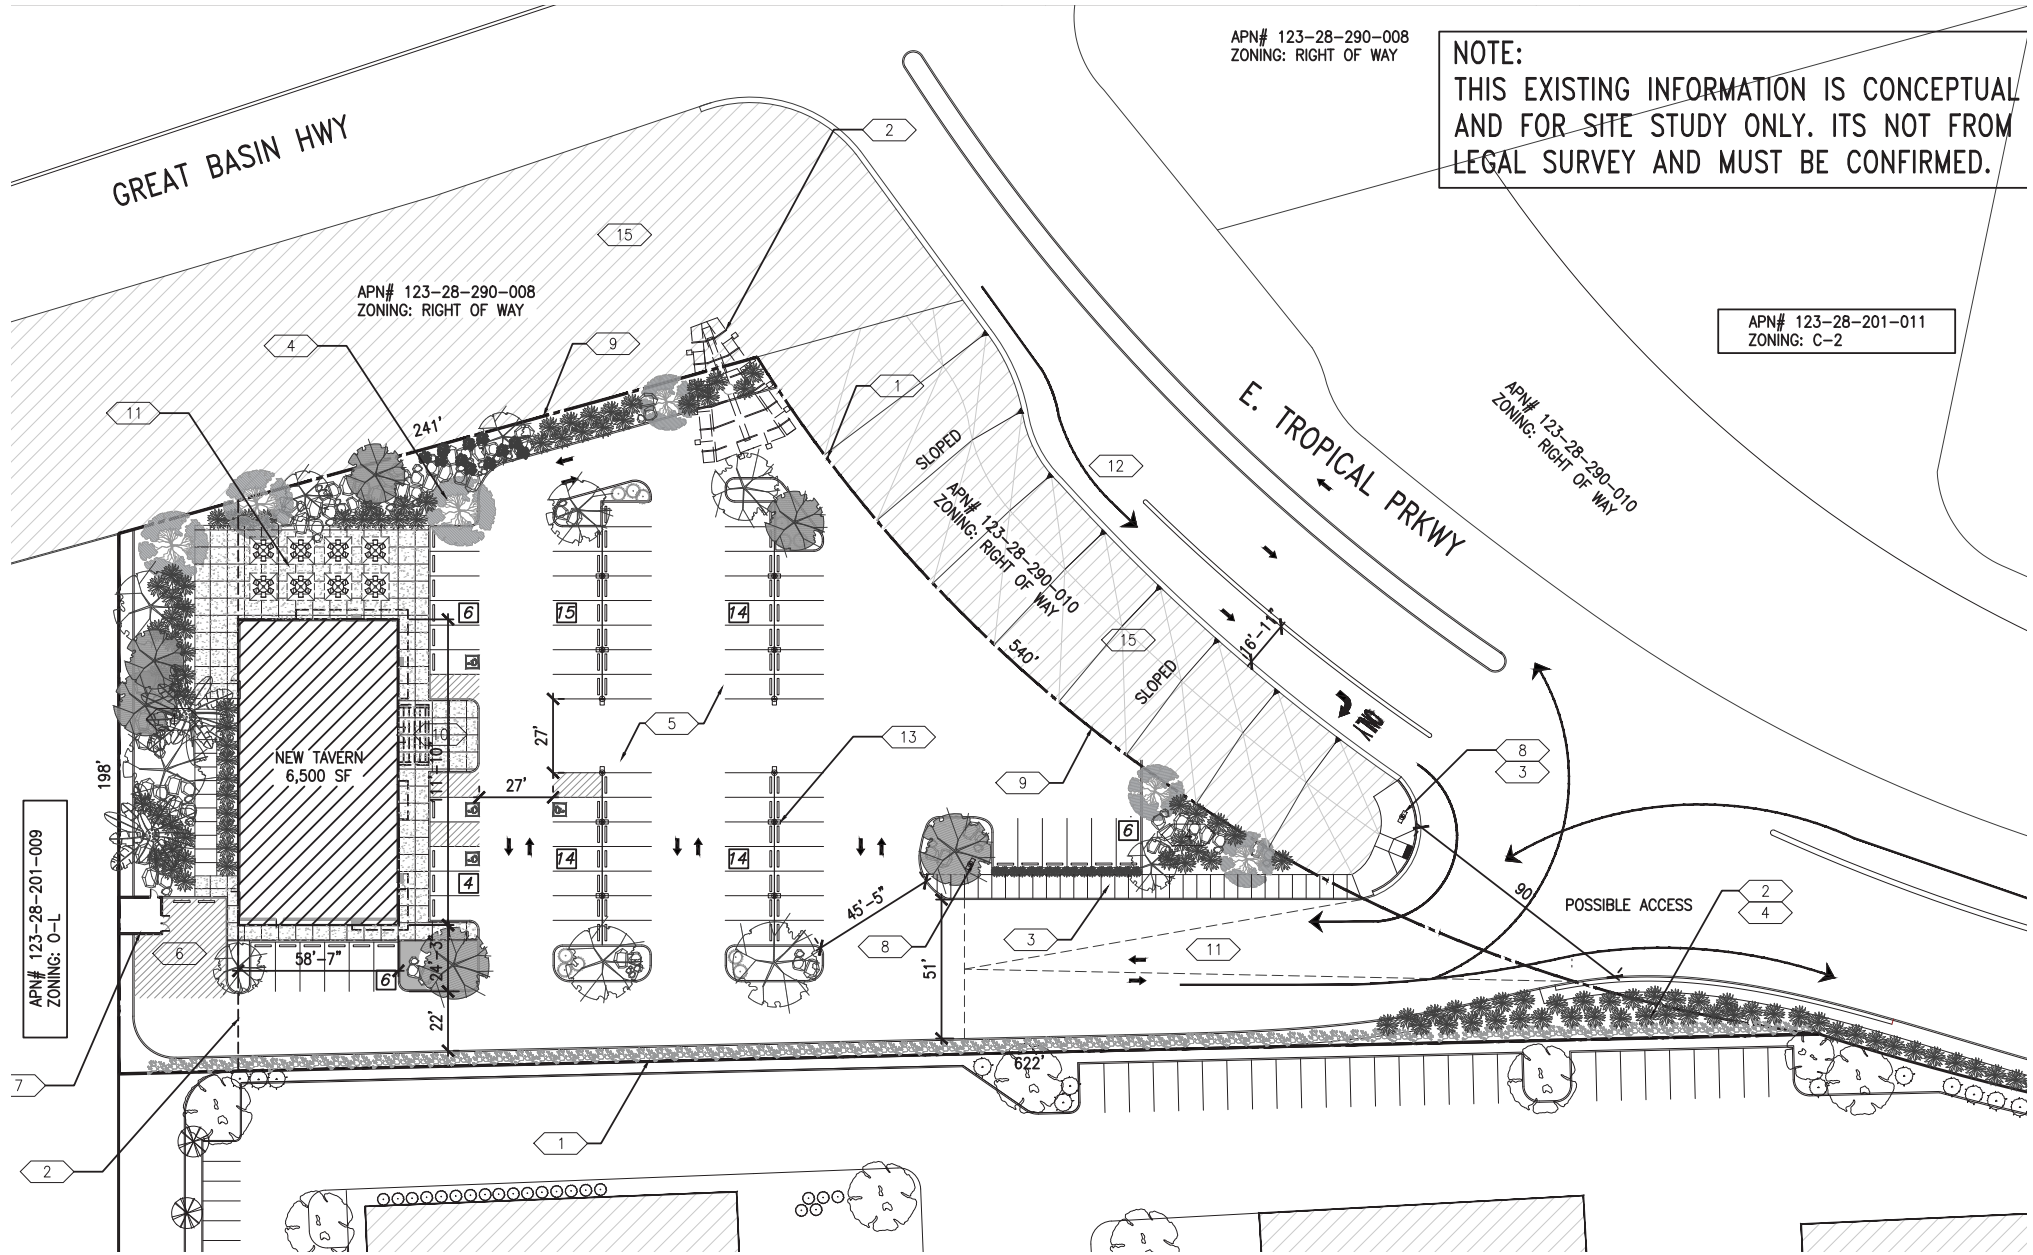 APN# 123-28-290-008
ZONING: RIGHT OF WAY
NOTE:
THIS EXISTING INFORMATION IS CONCEPTUAL
AND FOR SITE STUDY ONLY. ITS NOT FROM
LEGAL SURVEY AND MUST BE CONFIRMED.
GREAT BASIN HWY
2
15
APN# 123-28-290-008
ZONING: RIGHT OF WAY
4
9
1
11
241'
APN# 123-28-201-011
ZONING: C-2
E. TROPICAL PRKWY
APN# 123-28-290-010
ZONING: RIGHT OF WAY
SLOPED
12
APN# 123-28-290-010
ZONING: RIGHT OF WAY
6
15
14
540'
15
16'-11"
SLOPED
ONLY
5
10
27'
13
NEW TAVERN
6,500 SF
111'-10"
198'
27'
9
8
3
APN# 123-28-201-009
ZONING: O-L
6
14
14
4
45'-5"
90'
POSSIBLE ACCESS
2
4
6
58'-7"
6
24'-3"
8
3
11
51'
22'
622'
7
1
2